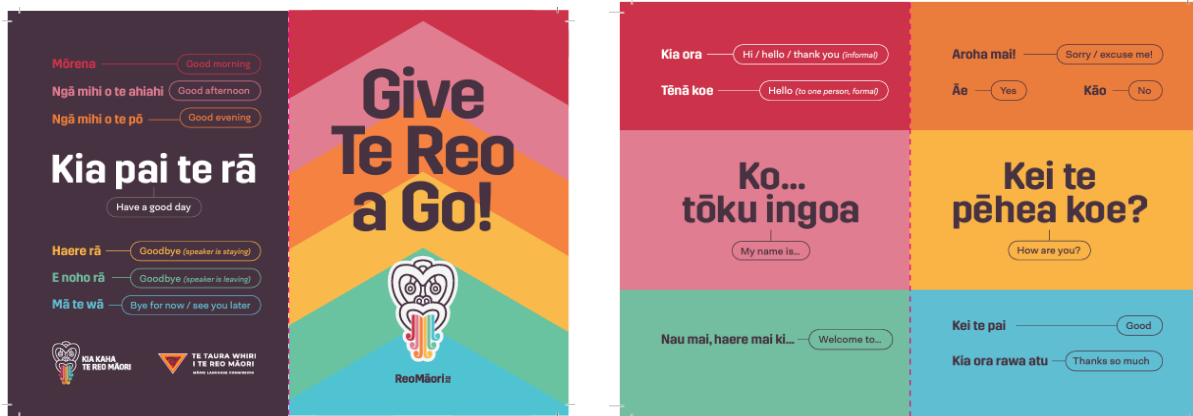 Mōrena
Good morning
Ngā mihi o te ahiahi
Good afternoon
Ngā mihi o te pō
Good evening
Kia pai te rā
Have a good day
Haere rā
Goodbye (speaker is staying)
E noho rā
Goodbye (speaker is leaving)
Mā te wā
Bye for now / see you later
KIA KAHA
TE REO MĀORI
TE TAURA WHIRI
I TE REO MĀORI
MĀORI LANGUAGE COMMISSION
Give
Te Reo
a Go!
ReoMāori
Kia ora
Hi / hello / thank you (informal)
Tēnā koe
Hello (to one person, formal)
Aroha mai!
Sorry / excuse me!
Āe
Yes
Kāo
No
Ko...
tōku ingoa
My name is...
Kei te
pēhea koe?
How are you?
Nau mai, haere mai ki...
Welcome to...
Kei te pai
Good
Kia ora rawa atu
Thanks so much